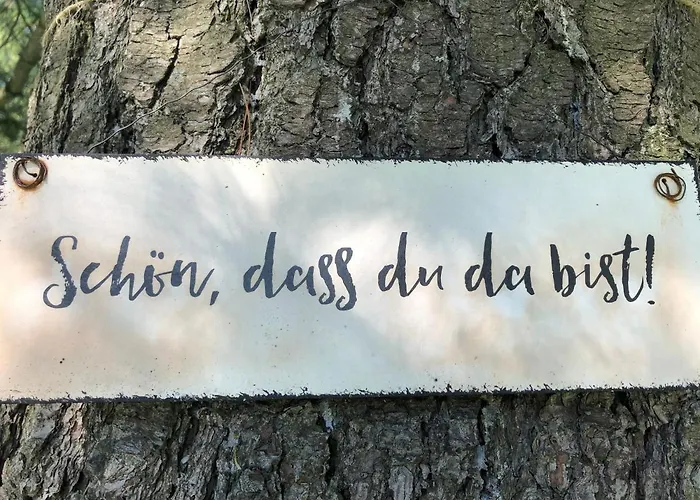 Schön, dass du da bist!